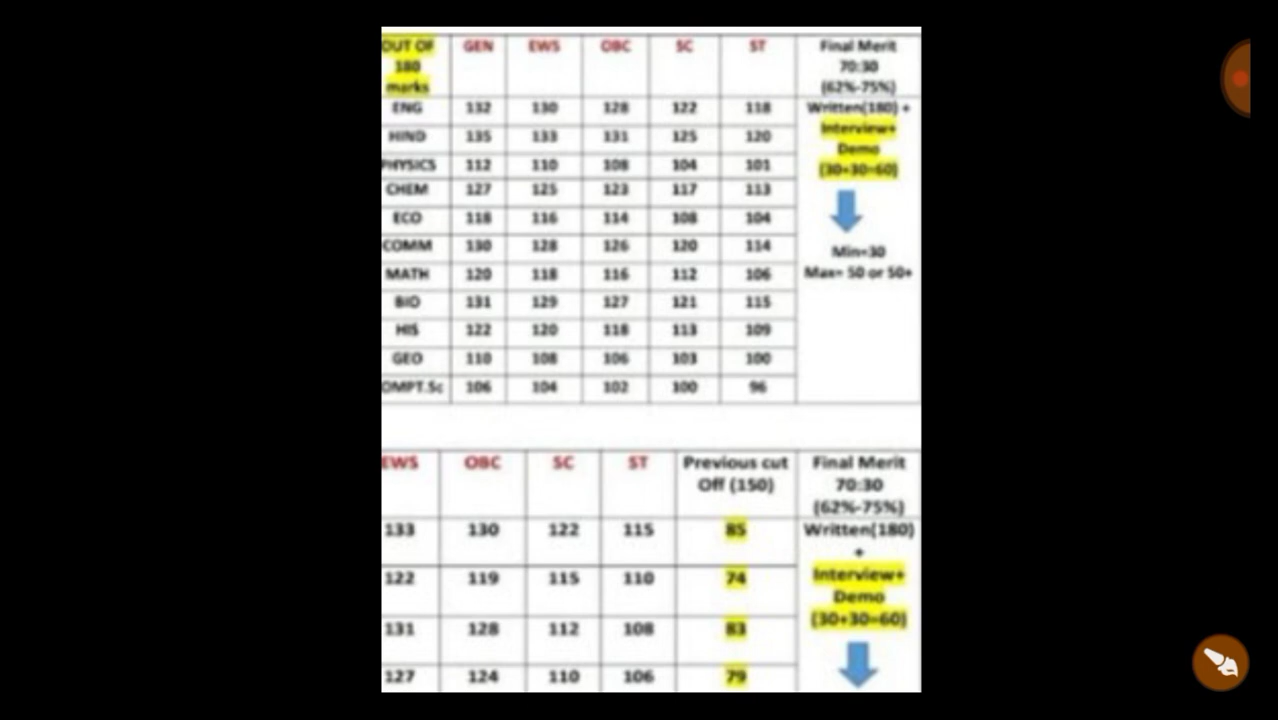 OUT OF 180 marks GEN EWS OBC SC ST Final Merit 70:30 (62%-75%)
ENG 132 130 128 122 118 Written(180) +
HIND 135 133 131 125 120 Interview+ Demo
PHYSICS 112 110 108 104 101 (30+30=60)
CHEM 127 125 123 117 113
ECO 118 116 114 108 104
COMM 130 128 126 120 114 Min=30
MATH 120 118 116 112 106 Max= 50 or 50+
BIO 131 129 127 121 115
HIS 122 120 118 113 109
GEO 110 108 106 103 100
OMPT.Sc 106 104 102 100 96
EWS OBC SC ST Previous cut Off (150) Final Merit 70:30 (62%-75%)
133 130 122 115 85 Written(180) +
122 119 115 110 74 Interview+ Demo
131 128 112 108 83 (30+30=60)
127 124 110 106 79